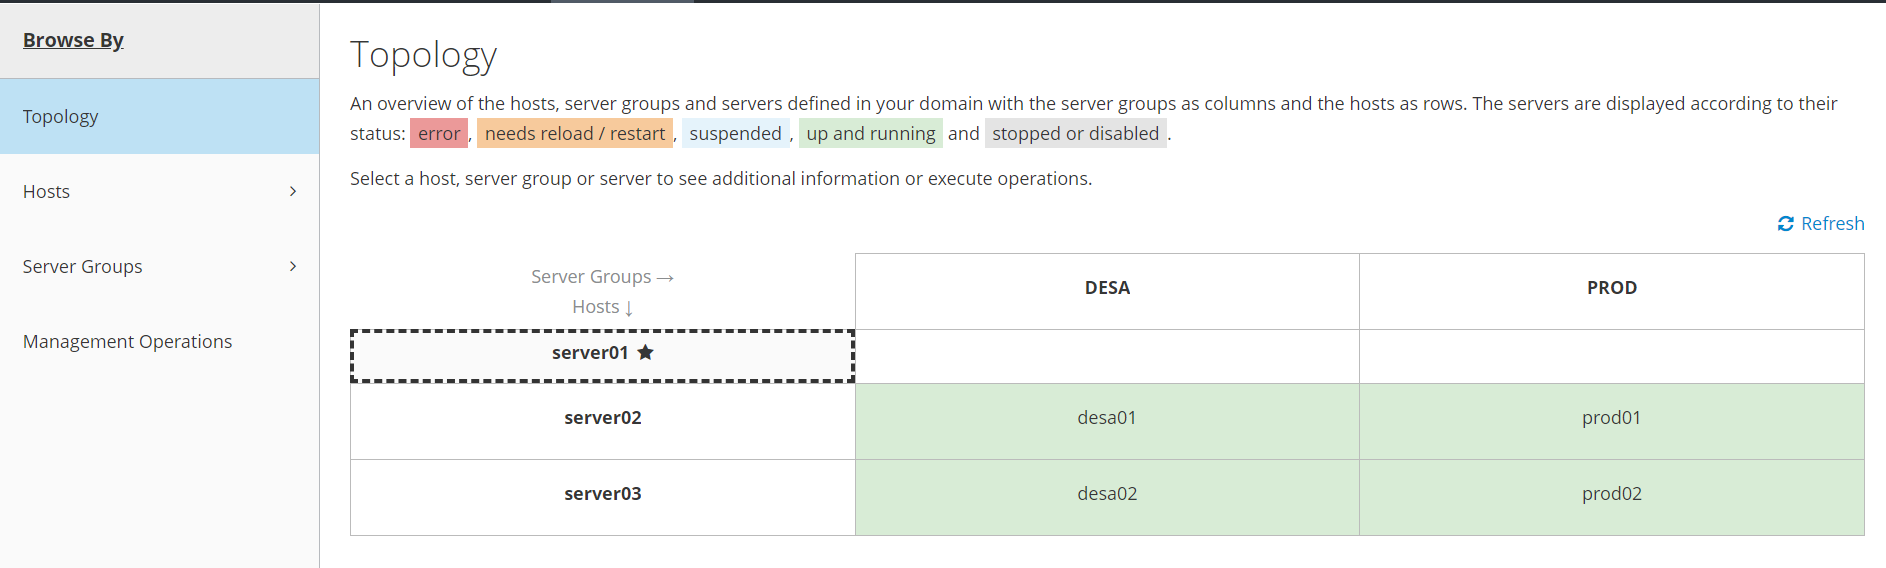 Browse By
Topology
Hosts
Server Groups
Management Operations
Topology
An overview of the hosts, server groups and servers defined in your domain with the server groups as columns and the hosts as rows. The servers are displayed according to their
status: error, needs reload / restart, suspended, up and running and stopped or disabled.
Select a host, server group or server to see additional information or execute operations.
Refresh
Server Groups →
Hosts ↓
DESA
PROD
server01 ★
server02
desa01
prod01
server03
desa02
prod02